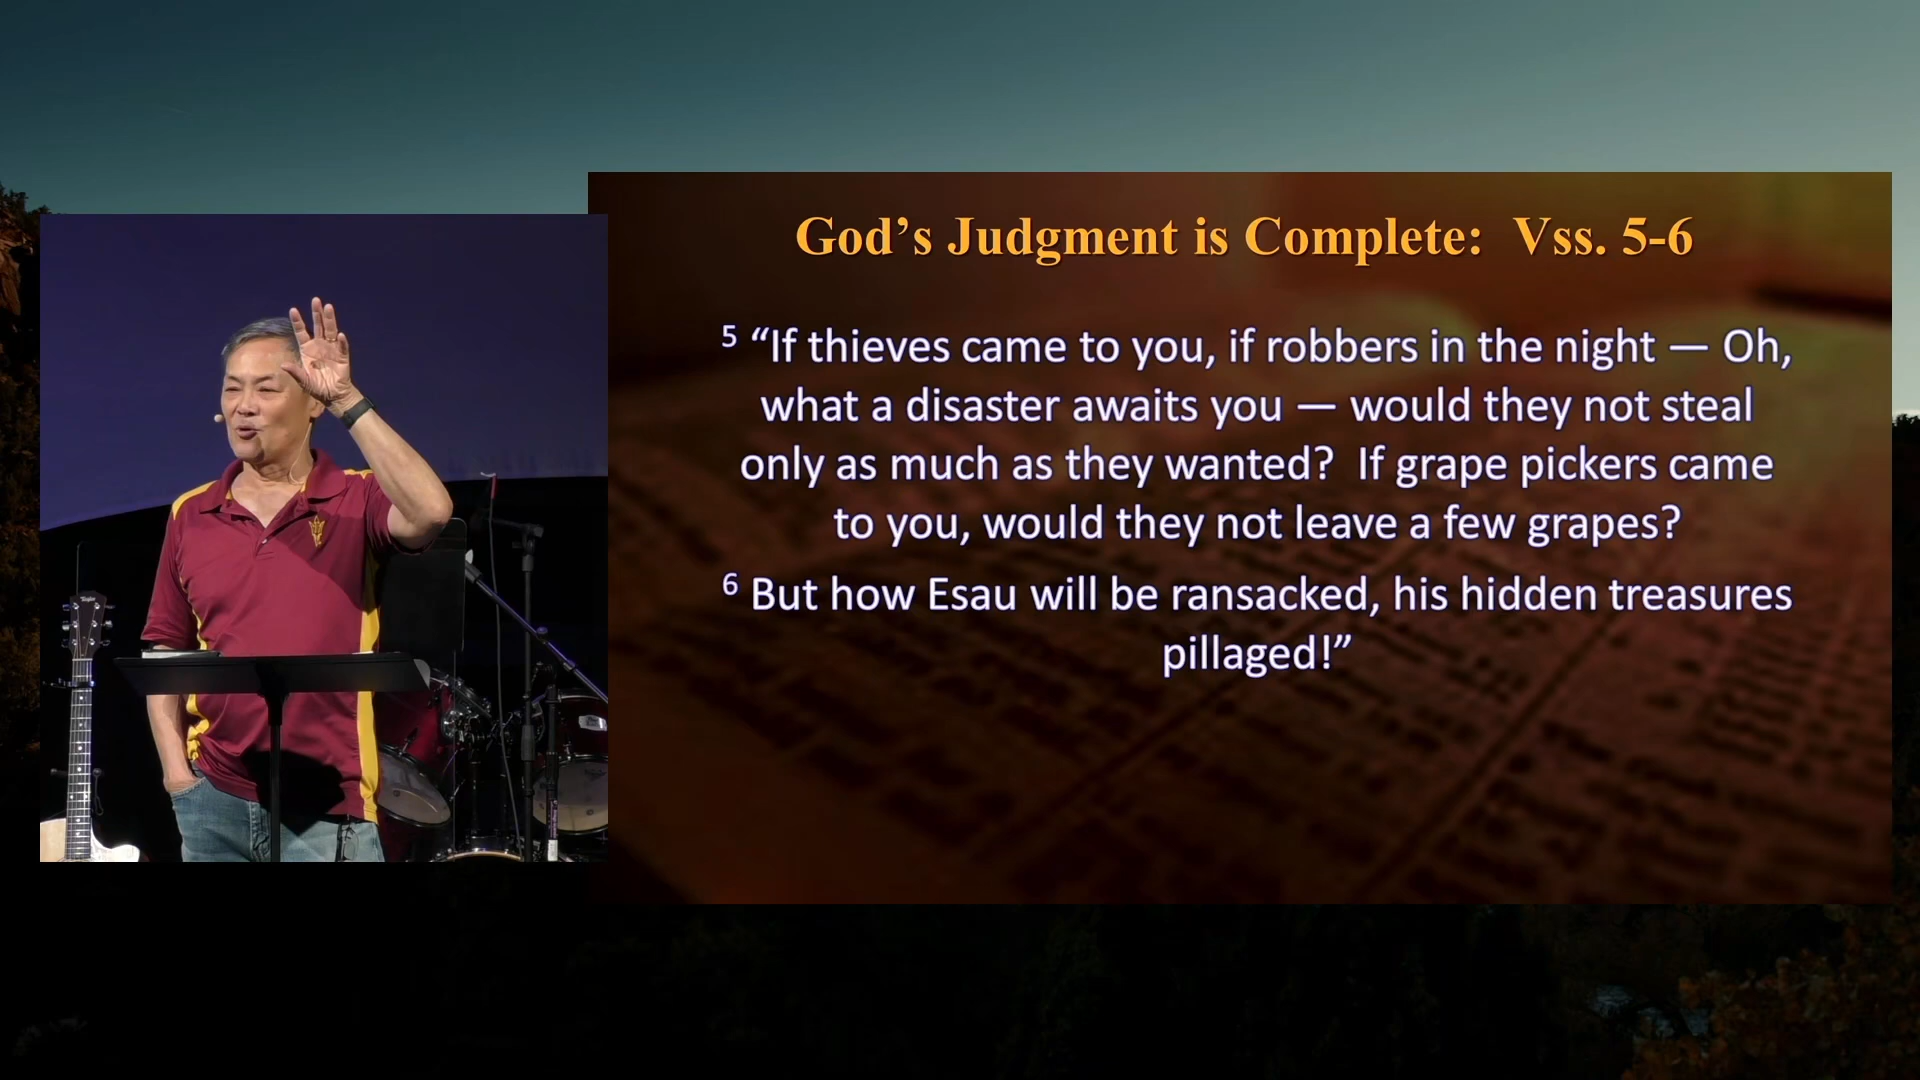 God’s Judgment is Complete:  Vss. 5-6
5 “If thieves came to you, if robbers in the night — Oh,
what a disaster awaits you — would they not steal
only as much as they wanted?  If grape pickers came
to you, would they not leave a few grapes?
6 But how Esau will be ransacked, his hidden treasures
pillaged!”
Taylor